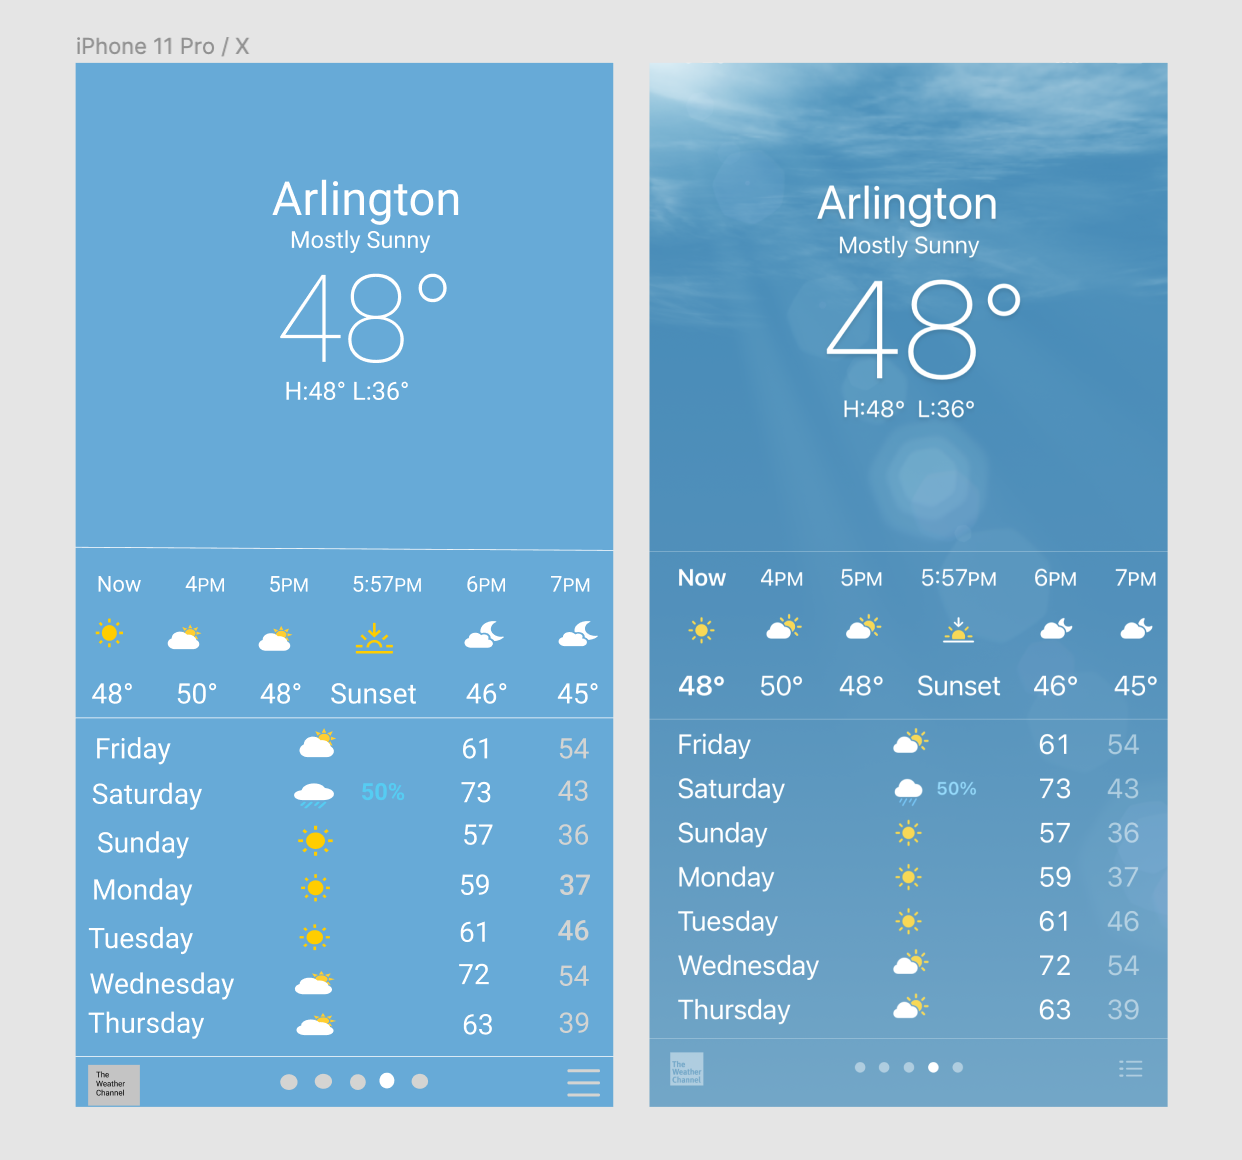 iPhone 11 Pro / X
Arlington
Mostly Sunny
48°
H:48° L:36°
Now 4PM 5PM 5:57PM 6PM 7PM
48° 50° 48° Sunset 46° 45°
Friday 61 54
Saturday 50% 73 43
Sunday 57 36
Monday 59 37
Tuesday 61 46
Wednesday 72 54
Thursday 63 39
The
Weather
Channel
Arlington
Mostly Sunny
48°
H:48° L:36°
Now 4PM 5PM 5:57PM 6PM 7PM
48° 50° 48° Sunset 46° 45°
Friday 61 54
Saturday 50% 73 43
Sunday 57 36
Monday 59 37
Tuesday 61 46
Wednesday 72 54
Thursday 63 39
The
Weather
Channel